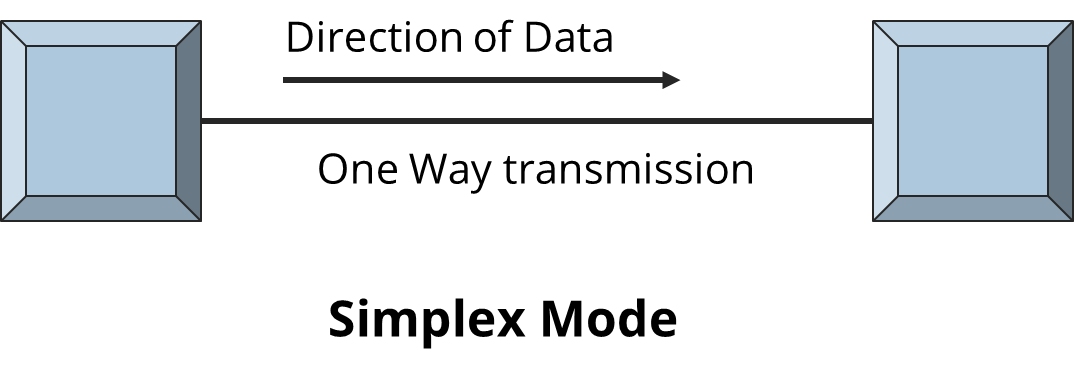 Direction of Data
One Way transmission
Simplex Mode